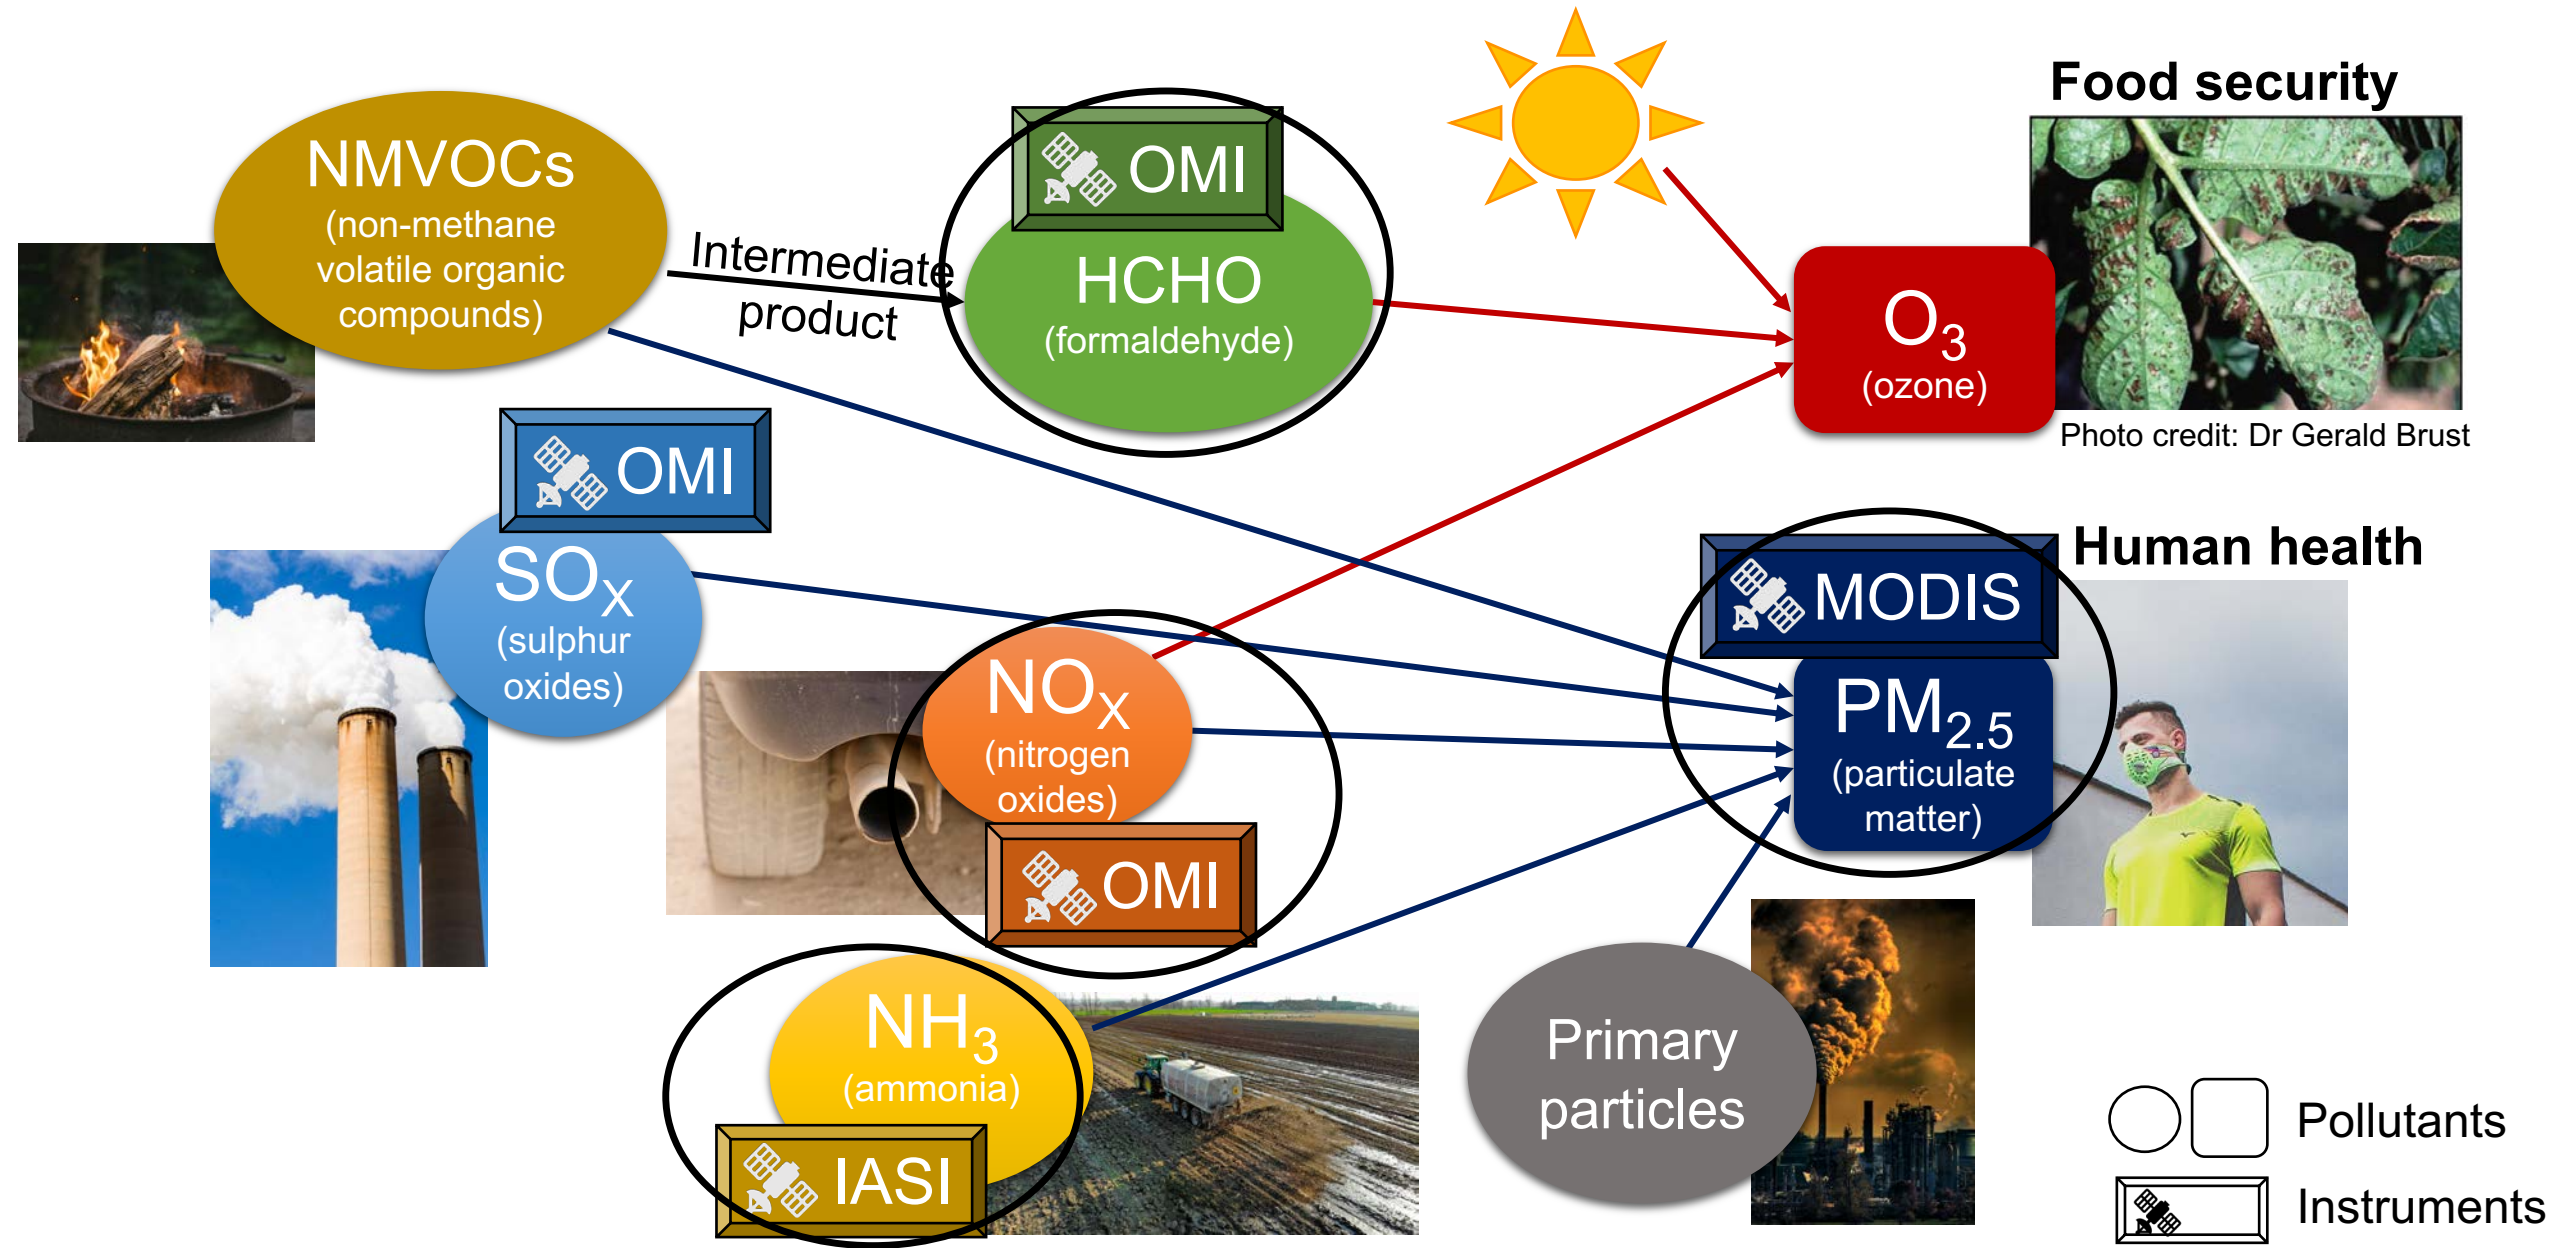 Food security
NMVOCs
(non-methane
volatile organic
compounds)
OMI
Intermediate
product
HCHO
(formaldehyde)
O₃
(ozone)
Photo credit: Dr Gerald Brust
OMI
SOₓ
(sulphur
oxides)
Human health
MODIS
NOₓ
(nitrogen
oxides)
OMI
PM₂.₅
(particulate
matter)
NH₃
(ammonia)
IASI
Primary
particles
Pollutants
Instruments